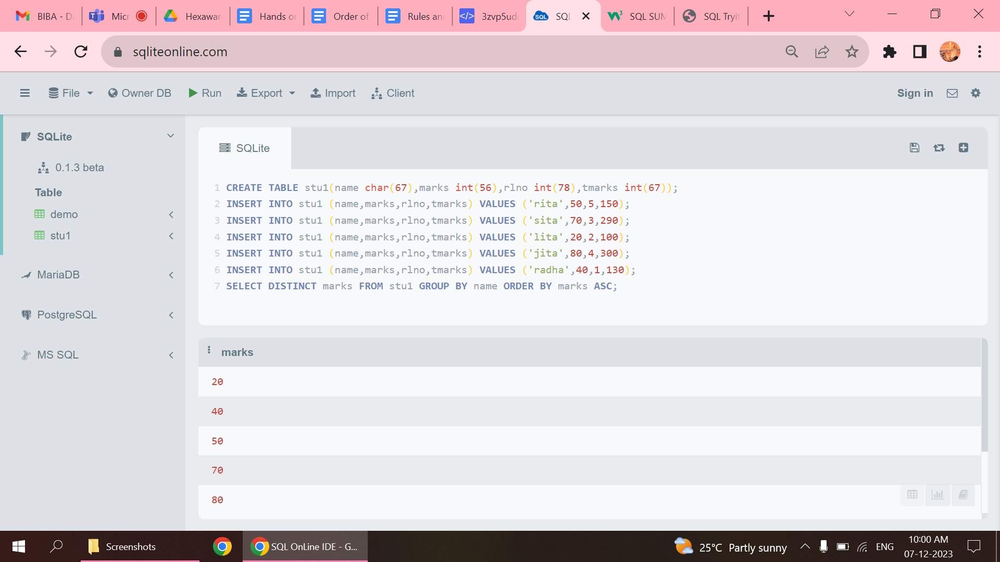 BIBA - Da
Micr
Hexaware
Hands on
Order of
Rules and
3zvp5ude
SQL
SQL SUM
SQL Tryit
sqliteonline.com
File
Owner DB
Run
Export
Import
Client
Sign in
SQLite
0.1.3 beta
Table
demo
stu1
MariaDB
PostgreSQL
MS SQL
SQLite
1 CREATE TABLE stu1(name char(67),marks int(56),rlno int(78),tmarks int(67));
2 INSERT INTO stu1 (name,marks,rlno,tmarks) VALUES ('rita',50,5,150);
3 INSERT INTO stu1 (name,marks,rlno,tmarks) VALUES ('sita',70,3,290);
4 INSERT INTO stu1 (name,marks,rlno,tmarks) VALUES ('lita',20,2,100);
5 INSERT INTO stu1 (name,marks,rlno,tmarks) VALUES ('jita',80,4,300);
6 INSERT INTO stu1 (name,marks,rlno,tmarks) VALUES ('radha',40,1,130);
7 SELECT DISTINCT marks FROM stu1 GROUP BY name ORDER BY marks ASC;
marks
20
40
50
70
80
Screenshots
SQL OnLine IDE - G...
25°C Partly sunny
ENG
10:00 AM
07-12-2023